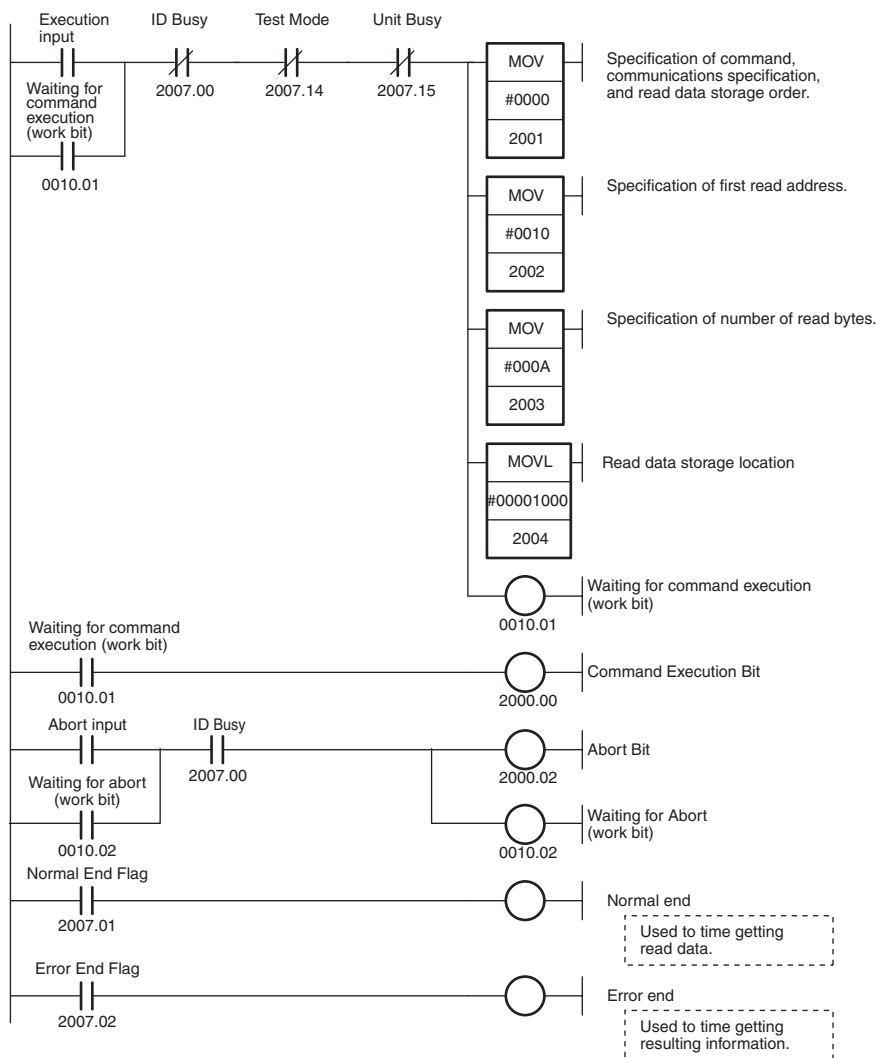 Execution
input
ID Busy
Test Mode
Unit Busy
2007.00
2007.14
2007.15
MOV
#0000
2001
Specification of command,
communications specification,
and read data storage order.
Waiting for
command
execution
(work bit)
0010.01
MOV
#0010
2002
Specification of first read address.
MOV
#000A
2003
Specification of number of read bytes.
MOVL
#00001000
2004
Read data storage location
Waiting for command execution
(work bit)
0010.01
Waiting for command
execution (work bit)
0010.01
2000.00
Command Execution Bit
Abort input
ID Busy
2007.00
2000.02
Abort Bit
Waiting for abort
(work bit)
0010.02
Waiting for Abort
(work bit)
0010.02
Normal End Flag
2007.01
Normal end
Used to time getting
read data.
Error End Flag
2007.02
Error end
Used to time getting
resulting information.